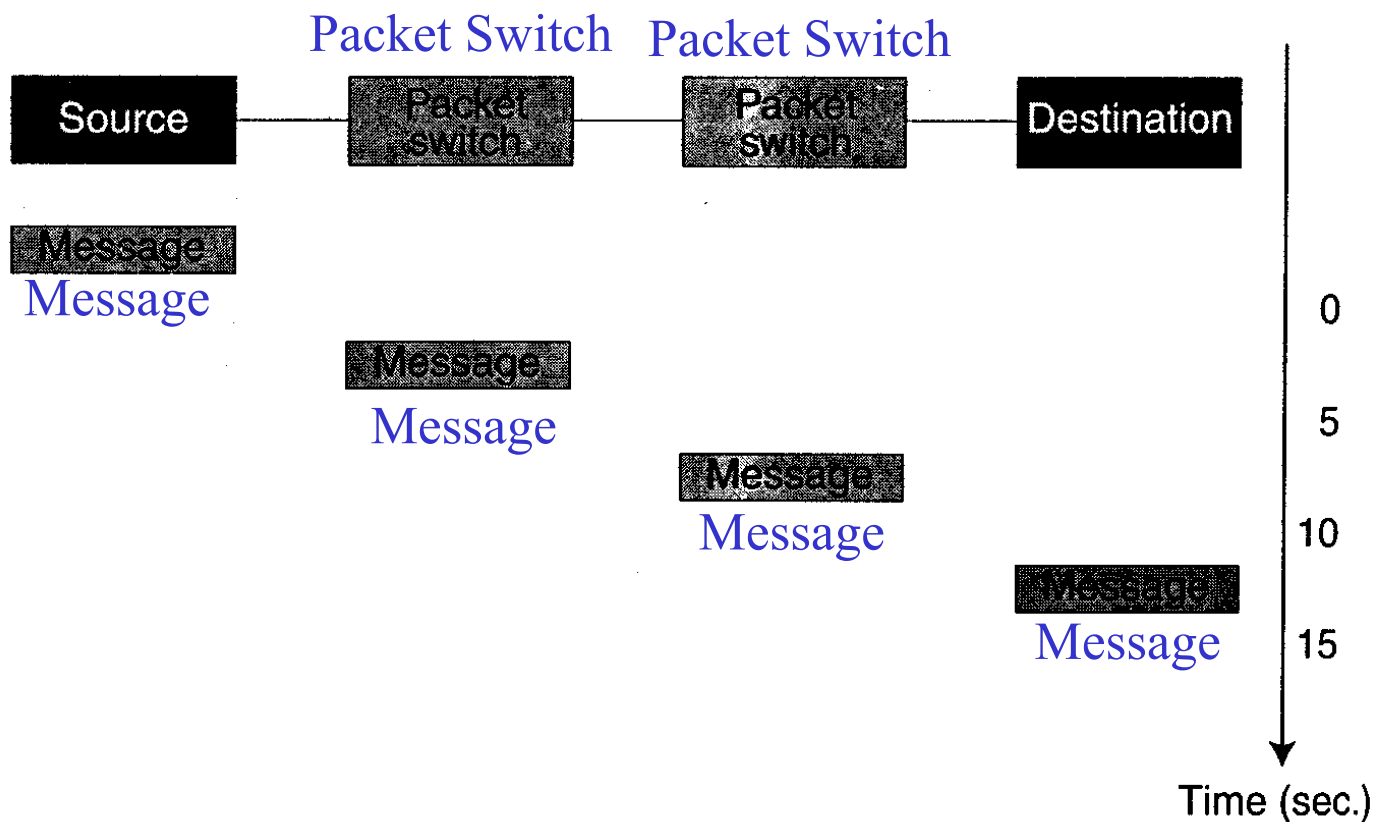 Packet Switch Packet Switch
Source
Packet
switch
Packet
switch
Destination
Message
Message
0
Message
Message
5
Message
Message
10
Message
Message
15
Time (sec.)